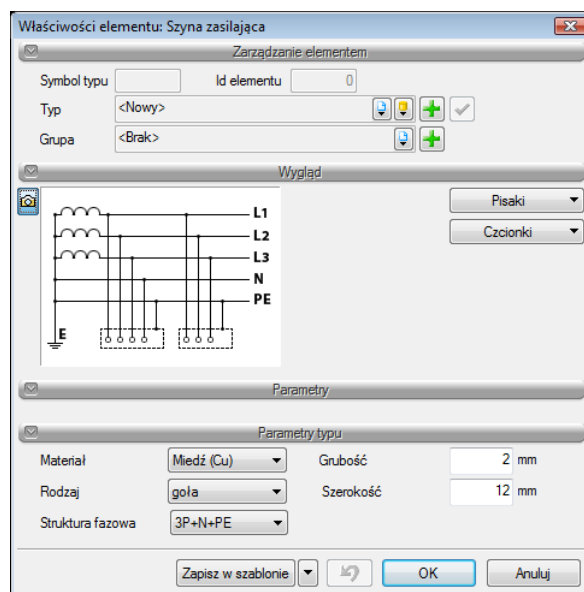 Właściwości elementu: Szyna zasilająca
Zarządzanie elementem
Symbol typu Id elementu 0
Typ <Nowy>
Grupa <Brak>
Wygląd
Pisaki
Czcionki
L1
L2
L3
N
PE
E
Parametry
Parametry typu
Materiał Miedź (Cu) Grubość 2 mm
Rodzaj goła Szerokość 12 mm
Struktura fazowa 3P+N+PE
Zapisz w szablonie OK Anuluj